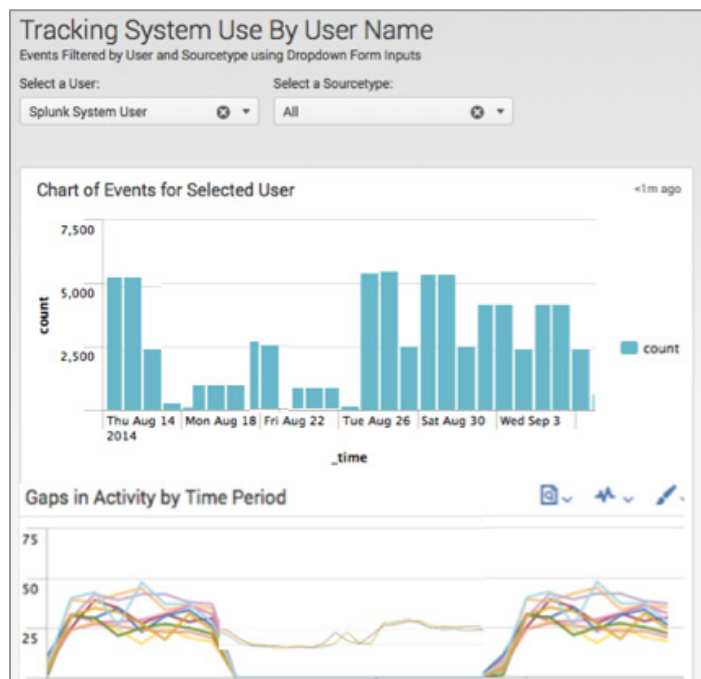 Tracking System Use By User Name
Events Filtered by User and Sourcetype using Dropdown Form Inputs
Select a User: Select a Sourcetype:
Splunk System User All
Chart of Events for Selected User <1m ago
7,500
5,000
2,500
count
count
Thu Aug 14 Mon Aug 18 Fri Aug 22 Tue Aug 26 Sat Aug 30 Wed Sep 3
2014
_time
Gaps in Activity by Time Period
75
50
25